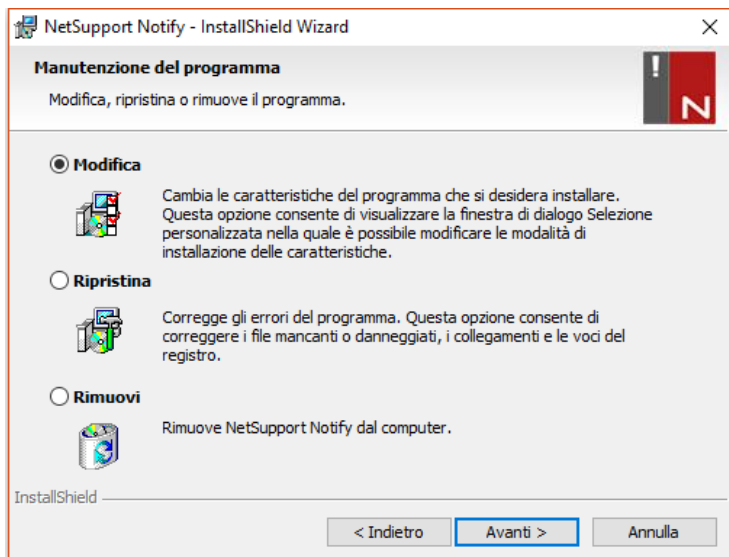 NetSupport Notify - InstallShield Wizard
Manutenzione del programma
Modifica, ripristina o rimuove il programma.
! N
Modifica
Cambia le caratteristiche del programma che si desidera installare.
Questa opzione consente di visualizzare la finestra di dialogo Selezione
personalizzata nella quale è possibile modificare le modalità di
installazione delle caratteristiche.
Ripristina
Corregge gli errori del programma. Questa opzione consente di
correggere i file mancanti o danneggiati, i collegamenti e le voci del
registro.
Rimuovi
Rimuove NetSupport Notify dal computer.
InstallShield
< Indietro Avanti > Annulla